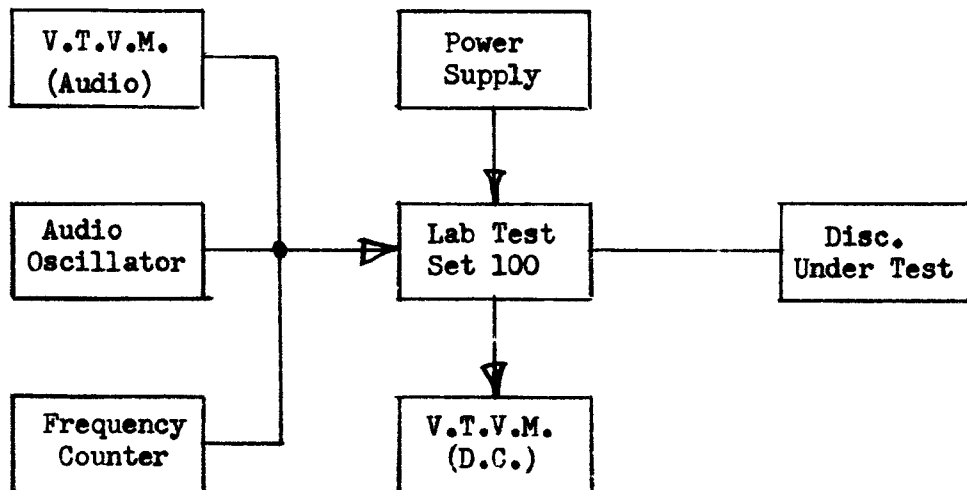 V.T.V.M.
(Audio)
Power
Supply
Audio
Oscillator
Lab Test
Set 100
Disc.
Under Test
Frequency
Counter
V.T.V.M.
(D.C.)